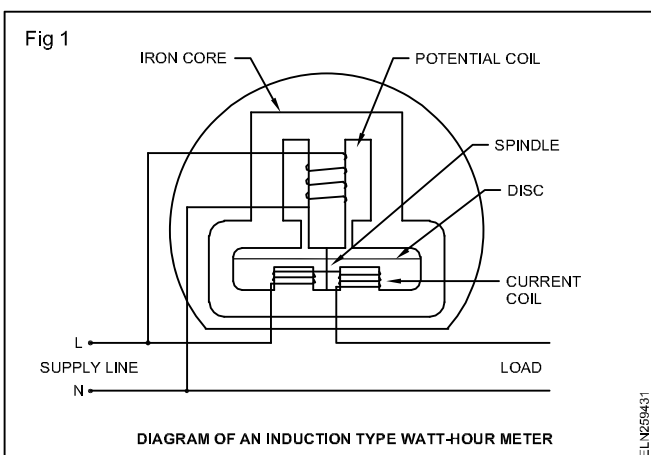 Fig 1
IRON CORE
POTENTIAL COIL
SPINDLE
DISC
CURRENT
COIL
L
SUPPLY LINE
LOAD
N
DIAGRAM OF AN INDUCTION TYPE WATT-HOUR METER
ELN259431